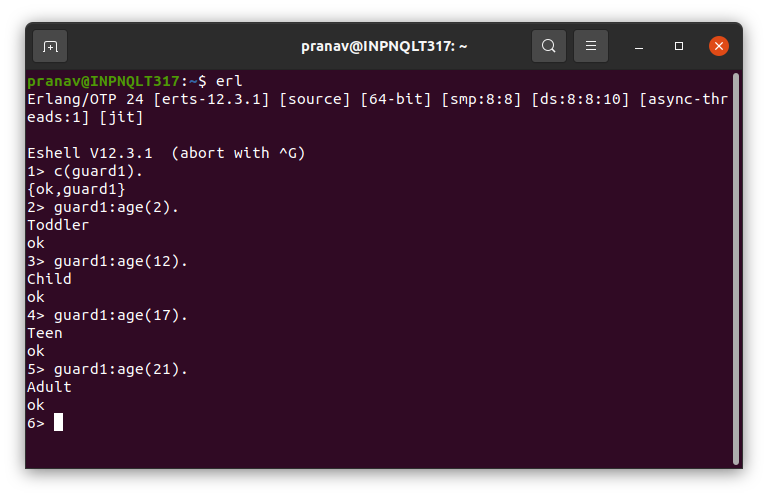 pranav@INPNQLT317: ~
pranav@INPNQLT317:~$ erl
Erlang/OTP 24 [erts-12.3.1] [source] [64-bit] [smp:8:8] [ds:8:8:10] [async-thr
eads:1] [jit]
Eshell V12.3.1  (abort with ^G)
1> c(guard1).
{ok,guard1}
2> guard1:age(2).
Toddler
ok
3> guard1:age(12).
Child
ok
4> guard1:age(17).
Teen
ok
5> guard1:age(21).
Adult
ok
6>